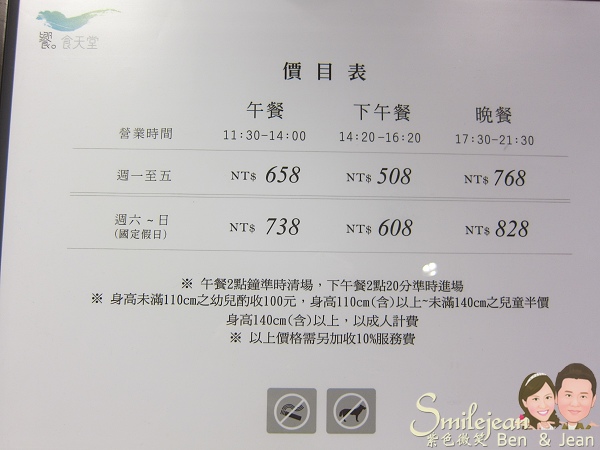 饗。食天堂
價目表
午餐 下午餐 晚餐
營業時間 11:30-14:00 14:20-16:20 17:30-21:30
週一至五 NT$ 658 NT$ 508 NT$ 768
週六~日 NT$ 738 NT$ 608 NT$ 828
(國定假日)
※ 午餐2點鐘準時清場，下午餐2點20分準時進場
※ 身高未滿110cm之幼兒酌收100元，身高110cm(含)以上~未滿140cm之兒童半價
身高140cm(含)以上，以成人計費
※ 以上價格需另加收10%服務費
Smilejean
紫色微笑 Ben & Jean